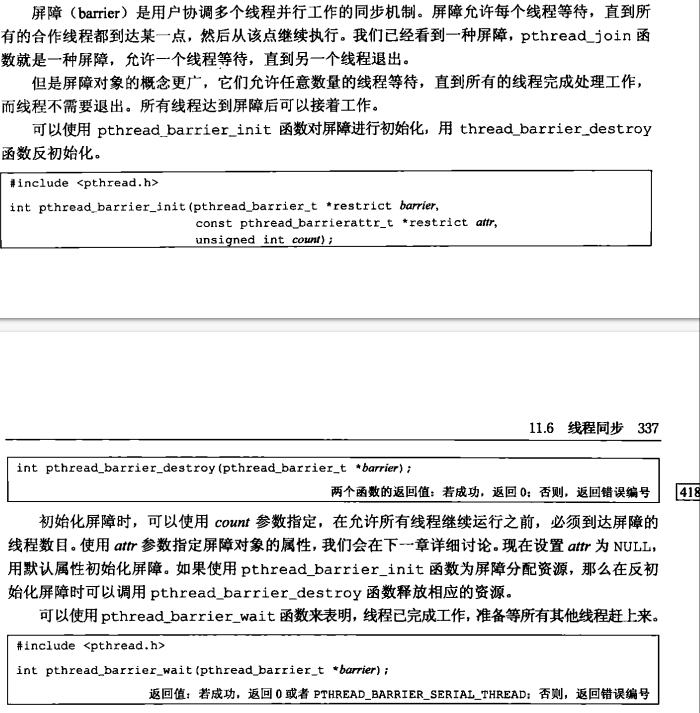 屏障（barrier）是用户协调多个线程并行工作的同步机制。屏障允许每个线程等待，直到所
有的合作线程都到达某一点，然后从该点继续执行。我们已经看到一种屏障，pthread_join 函
数就是一种屏障，允许一个线程等待，直到另一个线程退出。
但是屏障对象的概念更广，它们允许任意数量的线程等待，直到所有的线程完成处理工作，
而线程不需要退出。所有线程达到屏障后可以接着工作。
可以使用 pthread_barrier_init 函数对屏障进行初始化，用 thread_barrier_destroy
函数反初始化。
#include <pthread.h>
int pthread_barrier_init(pthread_barrier_t *restrict barrier,
const pthread_barrierattr_t *restrict attr,
unsigned int count);
11.6 线程同步 337
int pthread_barrier_destroy(pthread_barrier_t *barrier);
两个函数的返回值：若成功，返回 0；否则，返回错误编号
418
初始化屏障时，可以使用 count 参数指定，在允许所有线程继续运行之前，必须到达屏障的
线程数目。使用 attr 参数指定屏障对象的属性，我们会在下一章详细讨论。现在设置 attr 为 NULL，
用默认属性初始化屏障。如果使用 pthread_barrier_init 函数为屏障分配资源，那么在反初
始化屏障时可以调用 pthread_barrier_destroy 函数释放相应的资源。
可以使用 pthread_barrier_wait 函数来表明，线程已完成工作，准备等所有其他线程赶上来。
#include <pthread.h>
int pthread_barrier_wait(pthread_barrier_t *barrier);
返回值：若成功，返回 0 或者 PTHREAD_BARRIER_SERIAL_THREAD；否则，返回错误编号